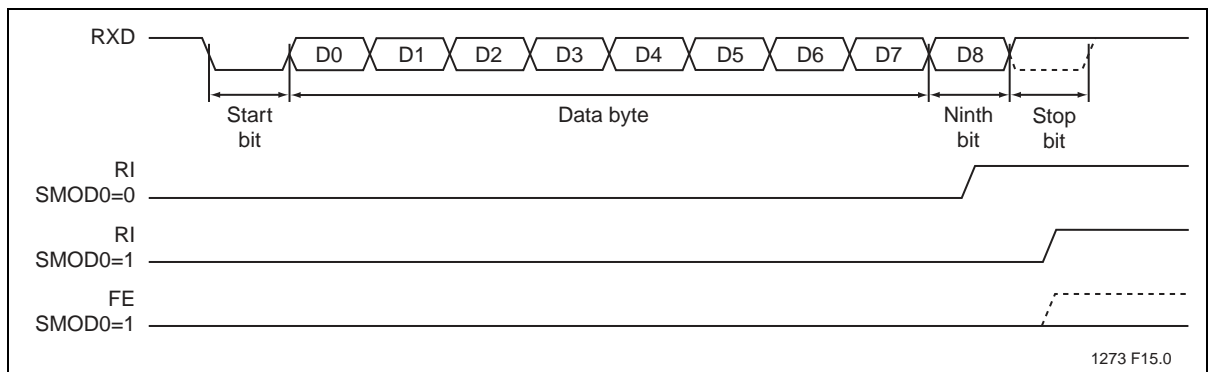 RXD D0 D1 D2 D3 D4 D5 D6 D7 D8
Start bit Data byte Ninth bit Stop bit
RI
SMOD0=0
RI
SMOD0=1
FE
SMOD0=1
1273 F15.0